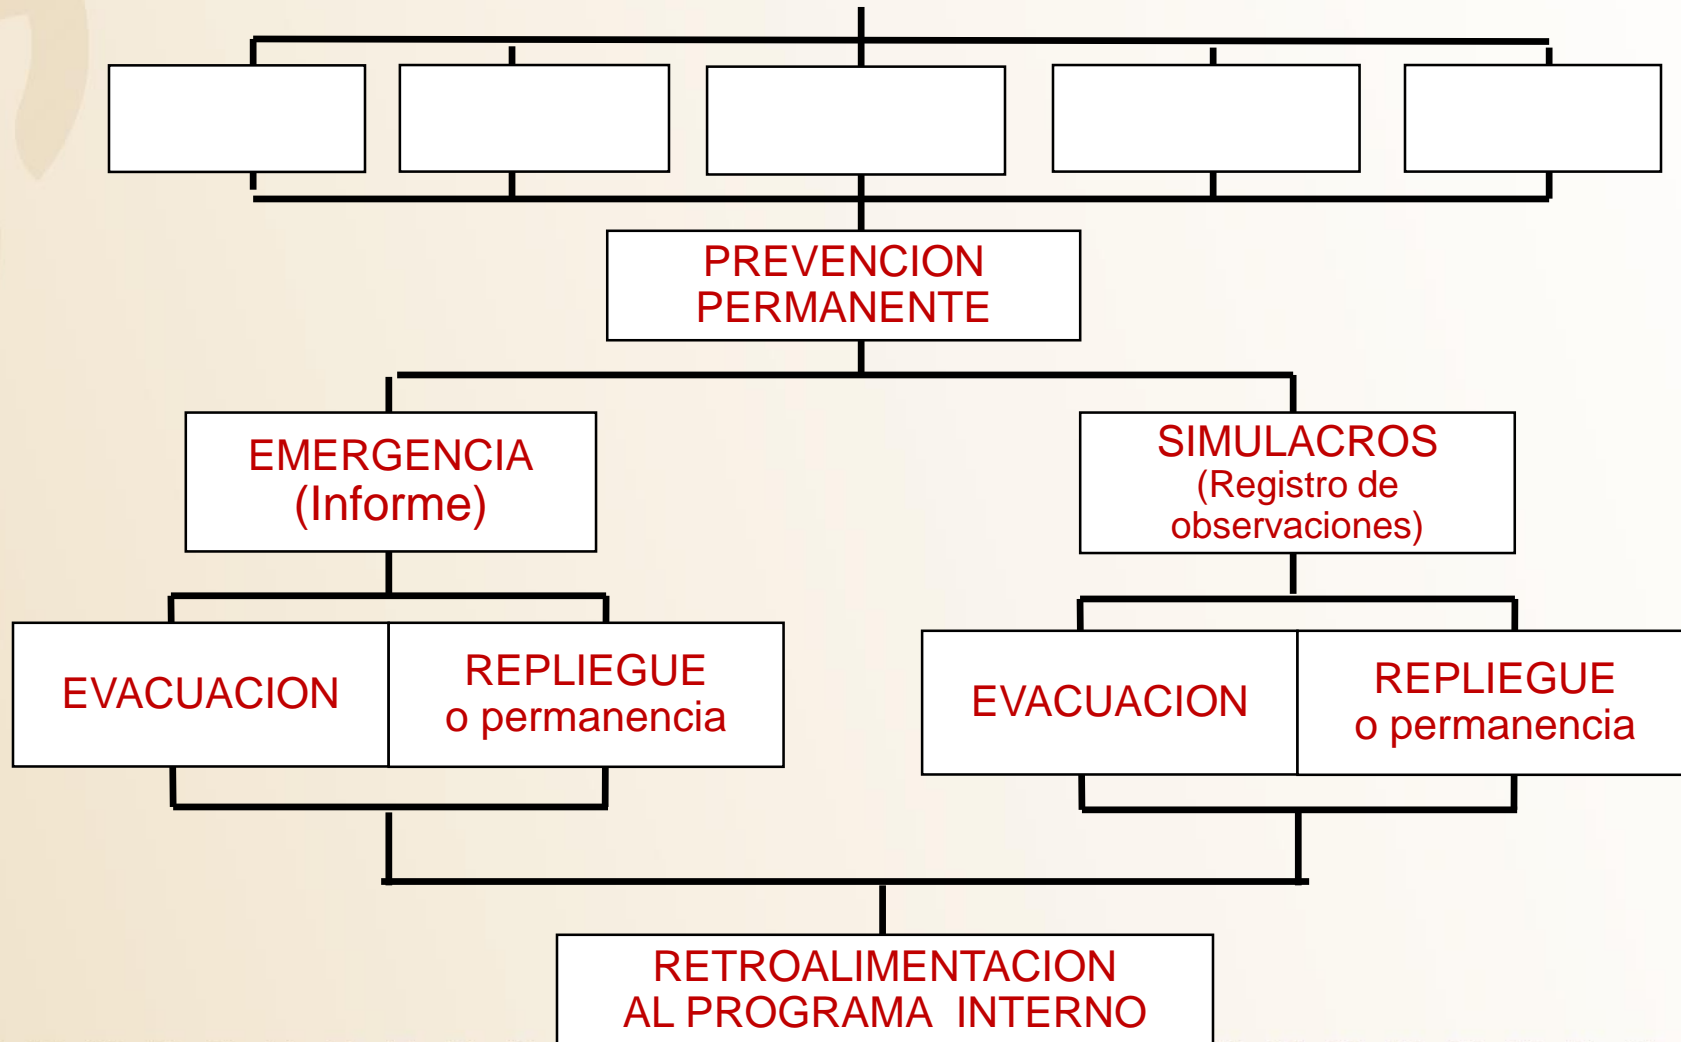 PREVENCION
PERMANENTE
EMERGENCIA
(Informe)
SIMULACROS
(Registro de
observaciones)
EVACUACION
REPLIEGUE
o permanencia
EVACUACION
REPLIEGUE
o permanencia
RETROALIMENTACION
AL PROGRAMA INTERNO